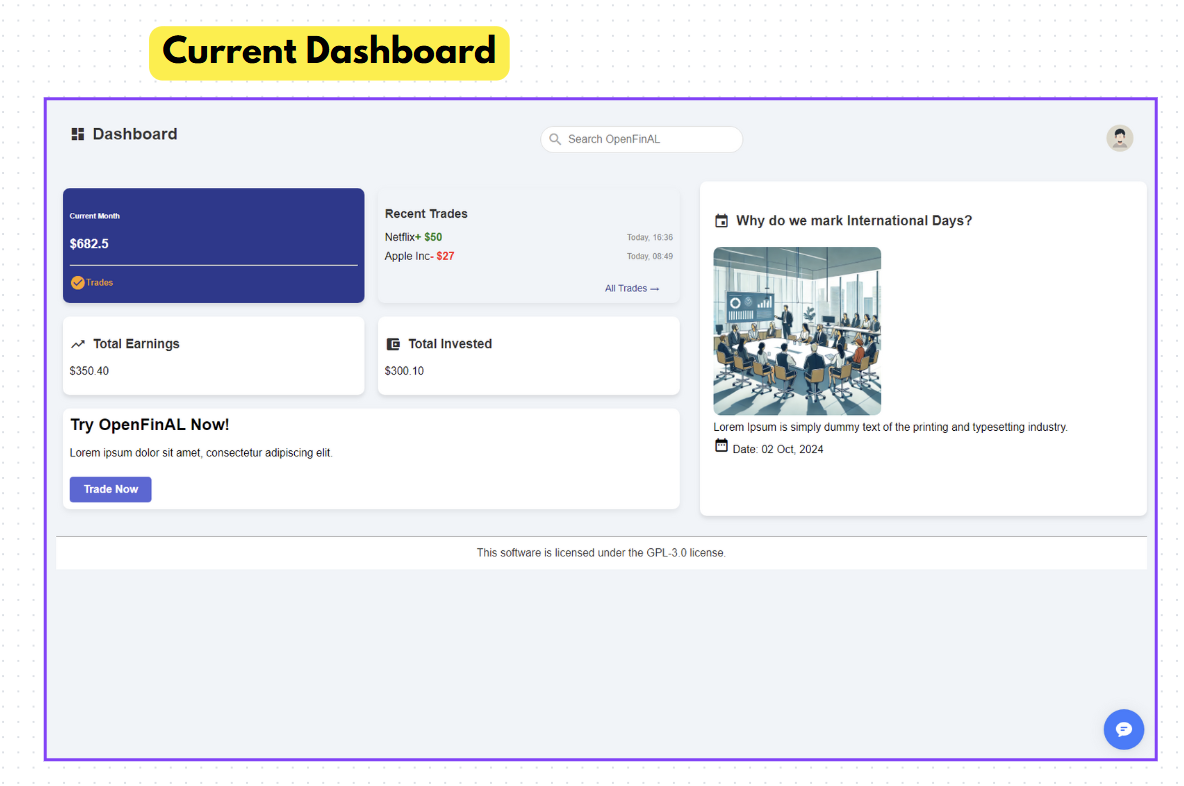 Current Dashboard
Dashboard
Search OpenFinAL
Current Month
$682.5
Trades
Recent Trades
Netflix+ $50 Today, 16:36
Apple Inc- $27 Today, 08:49
All Trades →
Total Earnings
$350.40
Total Invested
$300.10
Try OpenFinAL Now!
Lorem ipsum dolor sit amet, consectetur adipiscing elit.
Trade Now
Why do we mark International Days?
Lorem Ipsum is simply dummy text of the printing and typesetting industry.
Date: 02 Oct, 2024
This software is licensed under the GPL-3.0 license.